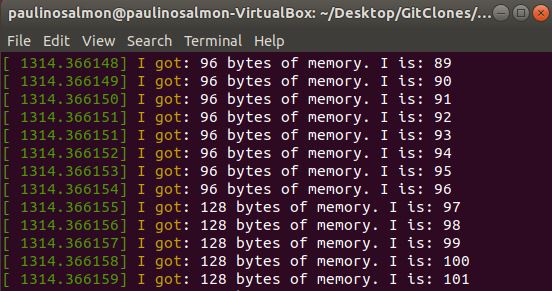 paulinosalmon@paulinosalmon-VirtualBox: ~/Desktop/GitClones/...
File Edit View Search Terminal Help
[ 1314.366148] I got: 96 bytes of memory. I is: 89
[ 1314.366149] I got: 96 bytes of memory. I is: 90
[ 1314.366150] I got: 96 bytes of memory. I is: 91
[ 1314.366151] I got: 96 bytes of memory. I is: 92
[ 1314.366151] I got: 96 bytes of memory. I is: 93
[ 1314.366152] I got: 96 bytes of memory. I is: 94
[ 1314.366153] I got: 96 bytes of memory. I is: 95
[ 1314.366154] I got: 96 bytes of memory. I is: 96
[ 1314.366155] I got: 128 bytes of memory. I is: 97
[ 1314.366156] I got: 128 bytes of memory. I is: 98
[ 1314.366157] I got: 128 bytes of memory. I is: 99
[ 1314.366158] I got: 128 bytes of memory. I is: 100
[ 1314.366159] I got: 128 bytes of memory. I is: 101